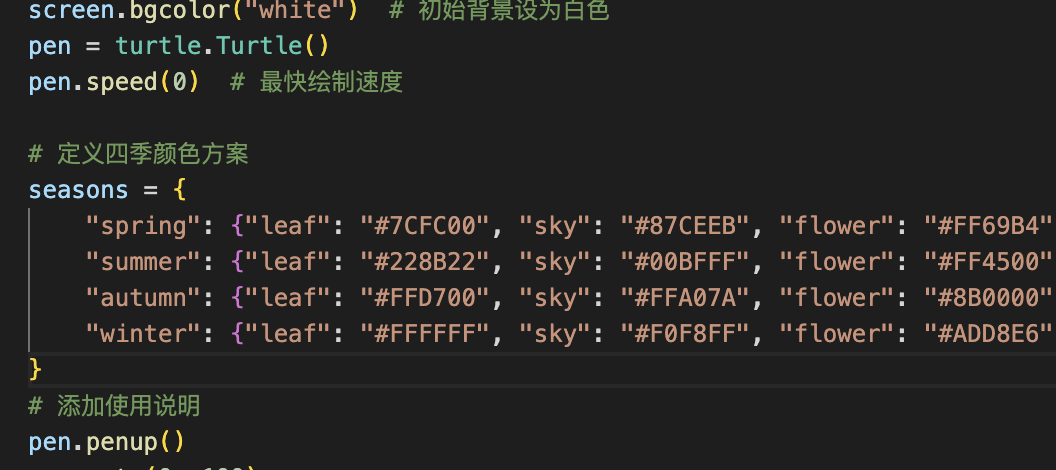 screen.bgcolor("white")  # 初始背景设为白色
pen = turtle.Turtle()
pen.speed(0)  # 最快绘制速度
# 定义四季颜色方案
seasons = {
"spring": {"leaf": "#7CFC00", "sky": "#87CEEB", "flower": "#FF69B4"
"summer": {"leaf": "#228B22", "sky": "#00BFFF", "flower": "#FF4500"
"autumn": {"leaf": "#FFD700", "sky": "#FFA07A", "flower": "#8B0000"
"winter": {"leaf": "#FFFFFF", "sky": "#F0F8FF", "flower": "#ADD8E6"
}
# 添加使用说明
pen.penup()